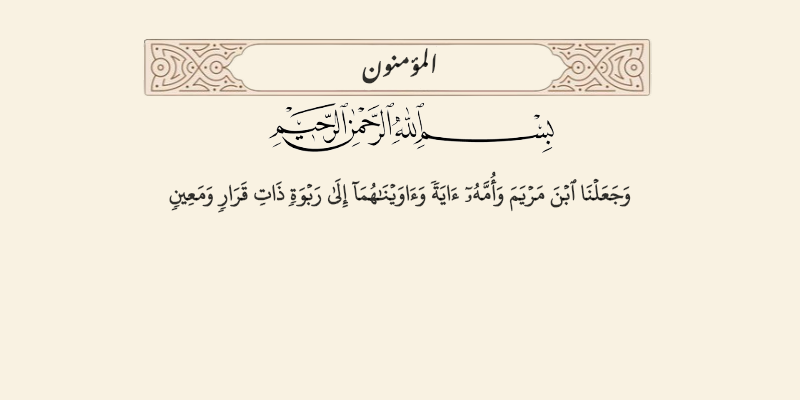 المؤمنون
بِسْمِ ٱللَّهِ ٱلرَّحْمَٰنِ ٱلرَّحِيمِ
وَجَعَلْنَا ٱبْنَ مَرْيَمَ وَأُمَّهُۥٓ ءَايَةً وَءَاوَيْنَٰهُمَآ إِلَىٰ رَبْوَةٍ ذَاتِ قَرَارٍ وَمَعِينٍ